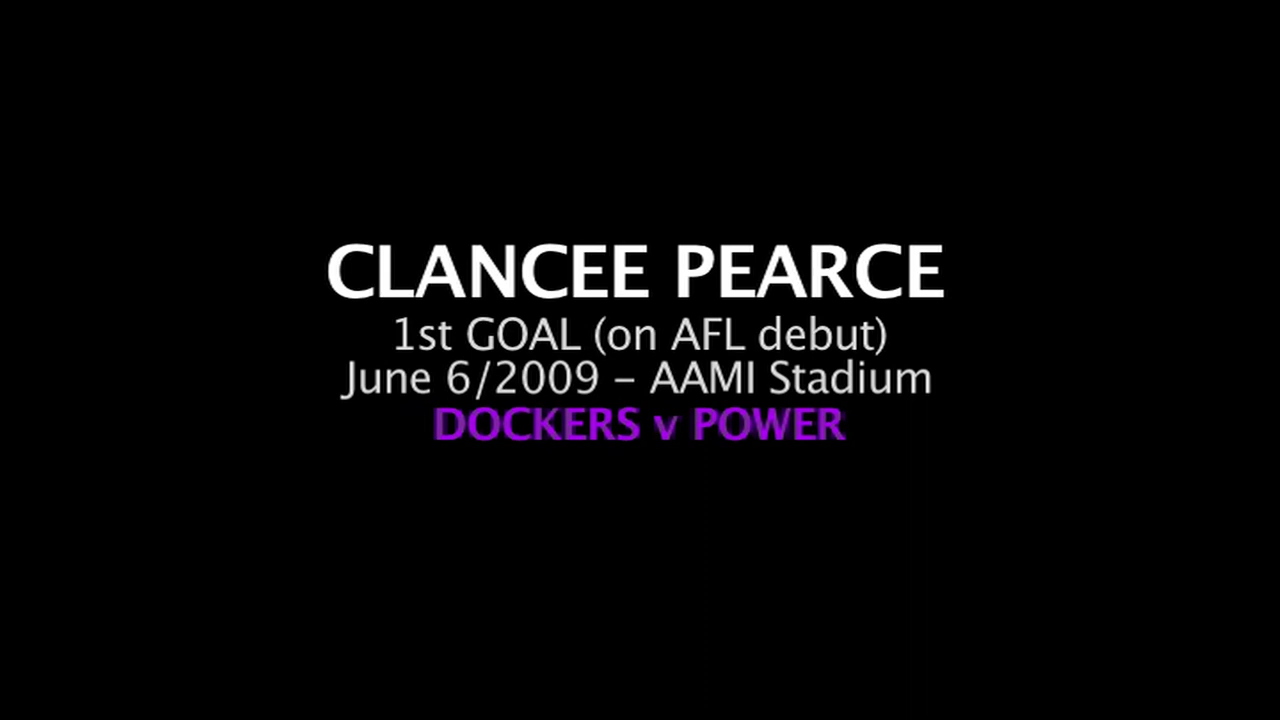 CLANCEE PEARCE
1st GOAL (on AFL debut)
June 6/2009 – AAMI Stadium
DOCKERS v POWER